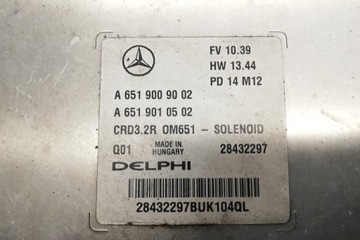 FV 10.39
HW 13.44
PD 14 M12
A 651 900 90 02
A 651 901 05 02
CRD3.2R OM651 - SOLENOID
Q01 MADE IN HUNGARY 28432297
DELPHI
28432297BUK104QL